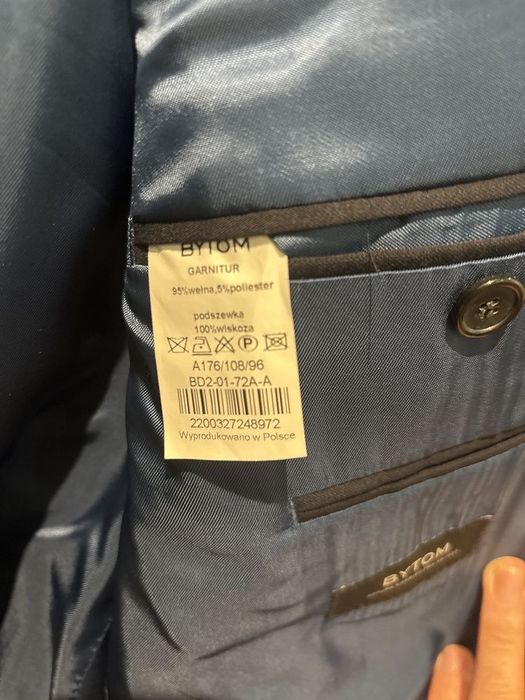 BYTOM
GARNITUR
95%wełna,5%poliester
podszewka
100%wiskoza
A176/108/96
BD2-01-72A-A
2200327248972
Wyprodukowano w Polsce
BYTOM